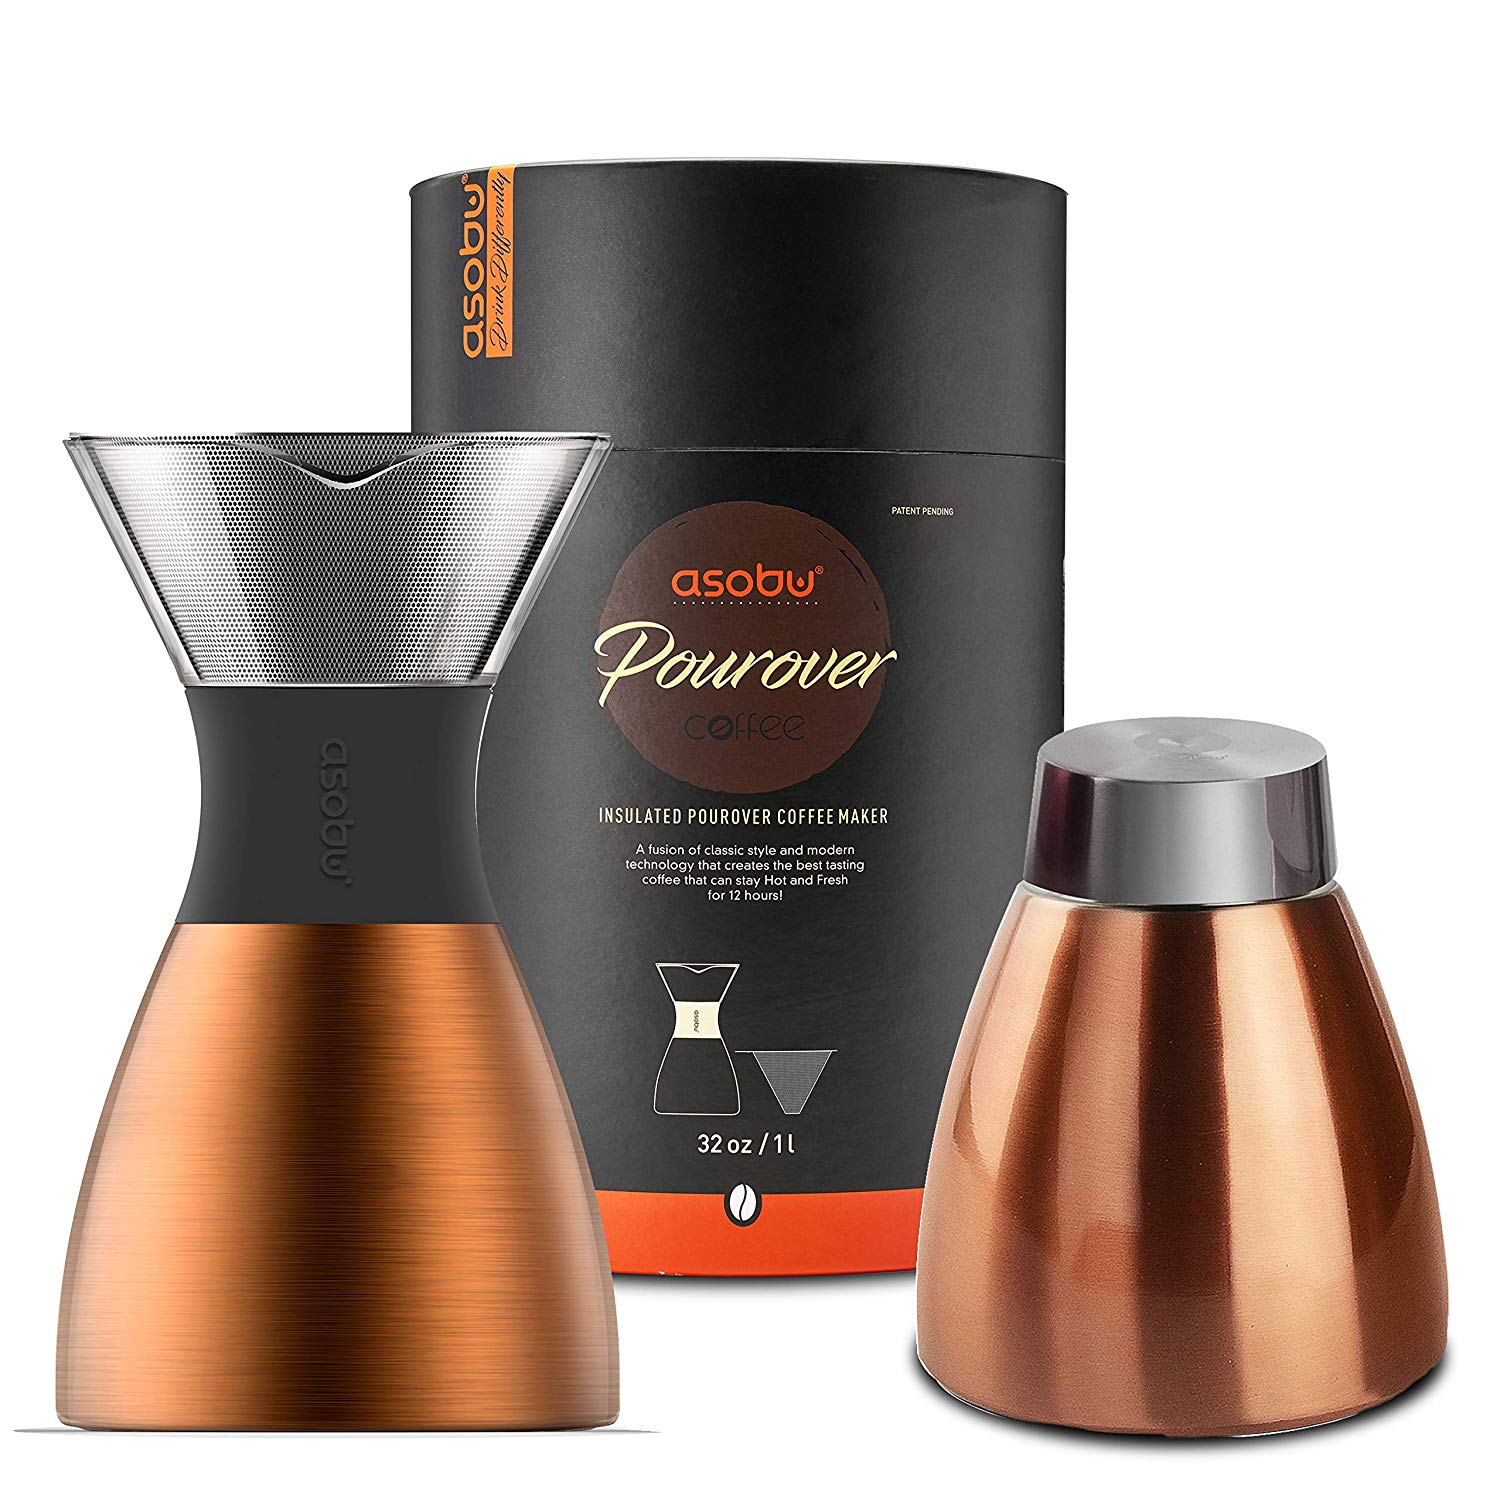 asobu®
Drink Differently
PATENT PENDING
asobu®
Pourover
coffee
INSULATED POUROVER COFFEE MAKER
A fusion of classic style and modern
technology that creates the best tasting
coffee that can stay Hot and Fresh
for 12 hours!
asobu
32 oz / 1 l
asobu®